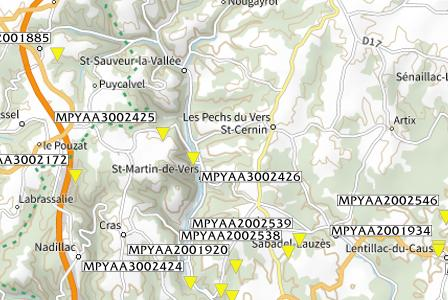 Nougayrol
2001885
D17
St-Sauveur-la-Vallée
Sénaillac-L
Puycalvel
MPYAA3002425
Les Pechs du Vers
St-Cernin
Artix
ssel
le Pouzat
A3002172
St-Martin-de-Vers
MPYAA3002426
Labrassalie
MPYAA2002546
Cras
MPYAA2002539
MPYAA2001934
MPYAA2002538
Sabadel-Lauzès
Nadillac
MPYAA2001920
Lentillac-du-Caus
MPYAA3002424